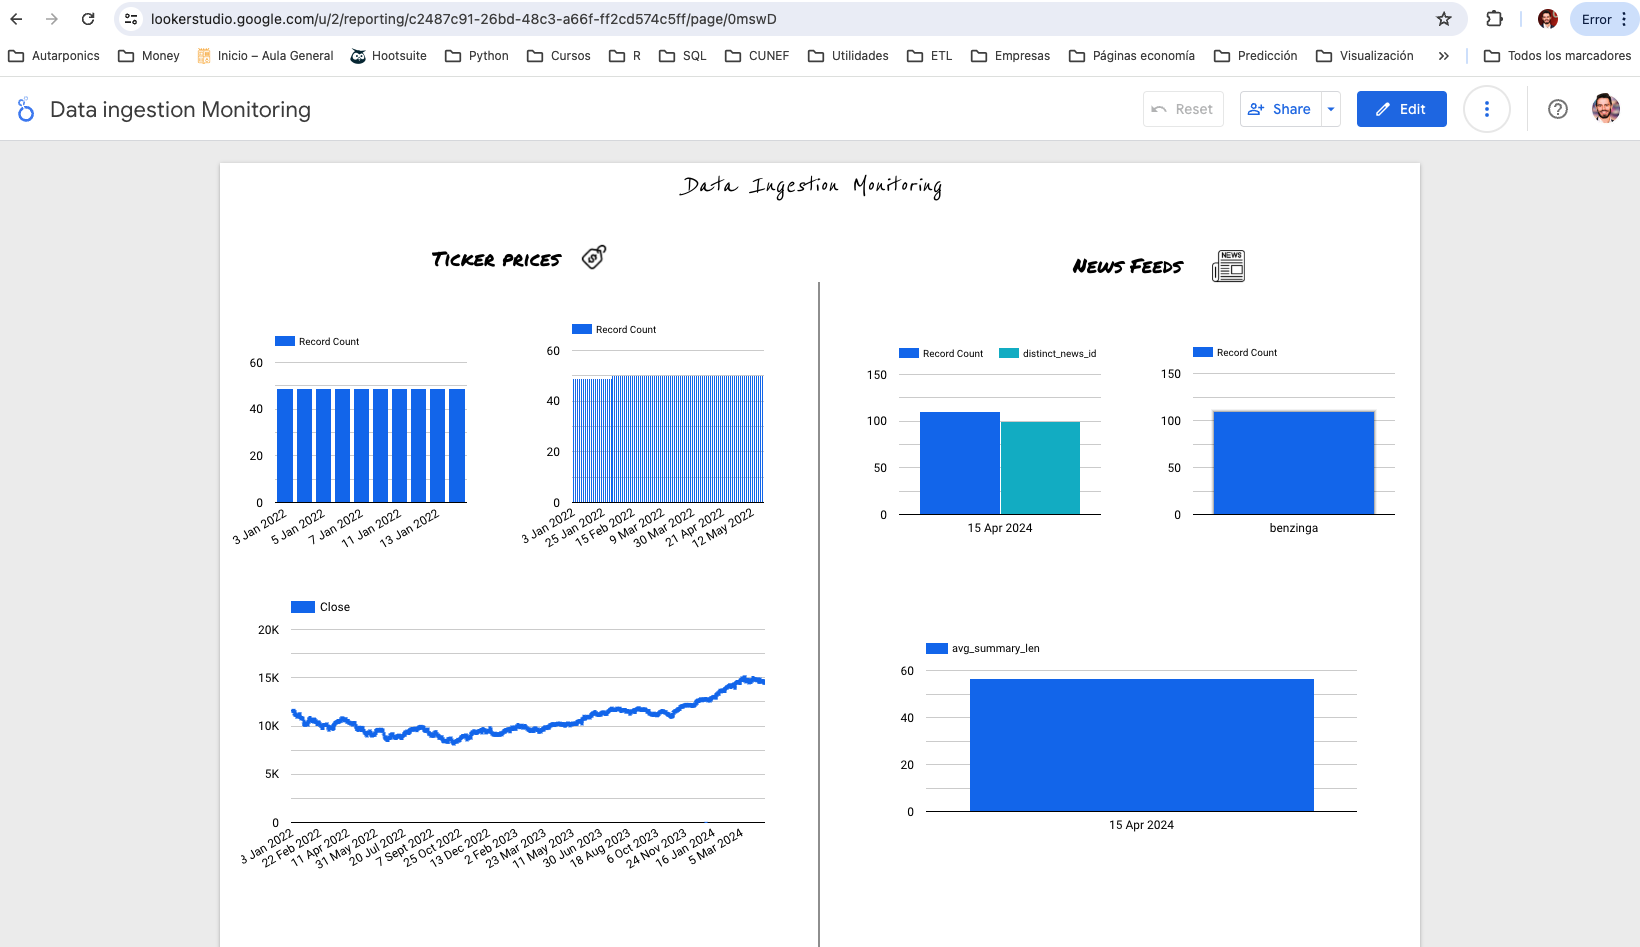 lookerstudio.google.com/u/2/reporting/c2487c91-26bd-48c3-a66f-ff2cd574c5ff/page/0mswD
Error
Autarponics Money Inicio – Aula General Hootsuite Python Cursos R SQL CUNEF Utilidades ETL Empresas Páginas economía Predicción Visualización » Todos los marcadores
Data ingestion Monitoring
Reset Share Edit
Data Ingestion Monitoring
Ticker prices
News Feeds
NEWS
Record Count
60
40
20
0
3 Jan 2022
5 Jan 2022
7 Jan 2022
11 Jan 2022
13 Jan 2022
Record Count
60
40
20
0
3 Jan 2022
25 Jan 2022
15 Feb 2022
9 Mar 2022
30 Mar 2022
21 Apr 2022
12 May 2022
Record Count distinct_news_id
150
100
50
0
15 Apr 2024
Record Count
150
100
50
0
benzinga
Close
20K
15K
10K
5K
0
3 Jan 2022
22 Feb 2022
11 Apr 2022
31 May 2022
20 Jul 2022
7 Sept 2022
25 Oct 2022
13 Dec 2022
2 Feb 2023
23 Mar 2023
11 May 2023
30 Jun 2023
18 Aug 2023
6 Oct 2023
24 Nov 2023
16 Jan 2024
5 Mar 2024
avg_summary_len
60
40
20
0
15 Apr 2024